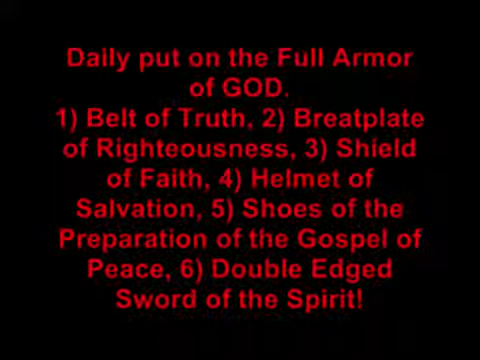 Daily put on the Full Armor
of GOD.
1) Belt of Truth, 2) Breatplate
of Righteousness, 3) Shield
of Faith, 4) Helmet of
Salvation, 5) Shoes of the
Preparation of the Gospel of
Peace, 6) Double Edged
Sword of the Spirit!